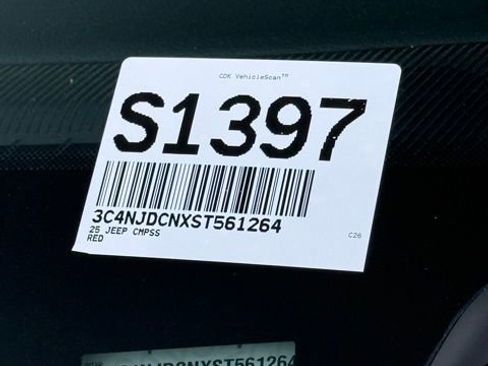 CDK VehicleScan™
S1397
3C4NJDCNXST561264
25 JEEP CMPSS
RED
C26